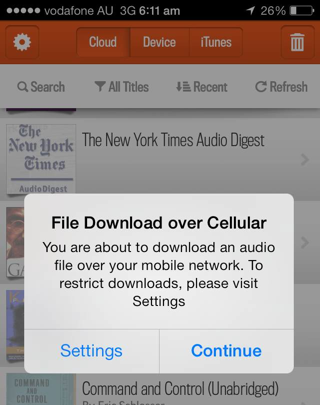 vodafone AU 3G 6:11 am 26%
Cloud Device iTunes
Search All Titles Recent Refresh
The New York Times Audio Digest
The
New York
Times
AudioDigest
File Download over Cellular
You are about to download an audio
file over your mobile network. To
restrict downloads, please visit
Settings
Settings Continue
COMMAND
AND
CONTROL
Command and Control (Unabridged)